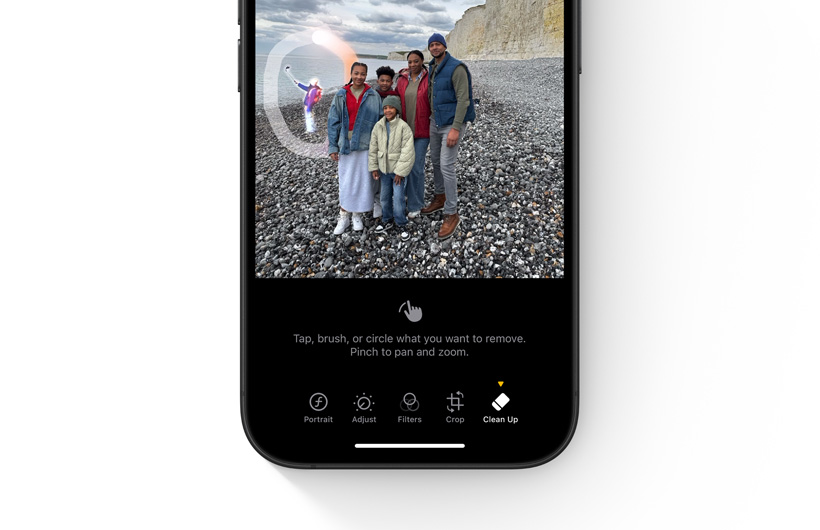 Tap, brush, or circle what you want to remove.
Pinch to pan and zoom.
Portrait Adjust Filters Crop Clean Up